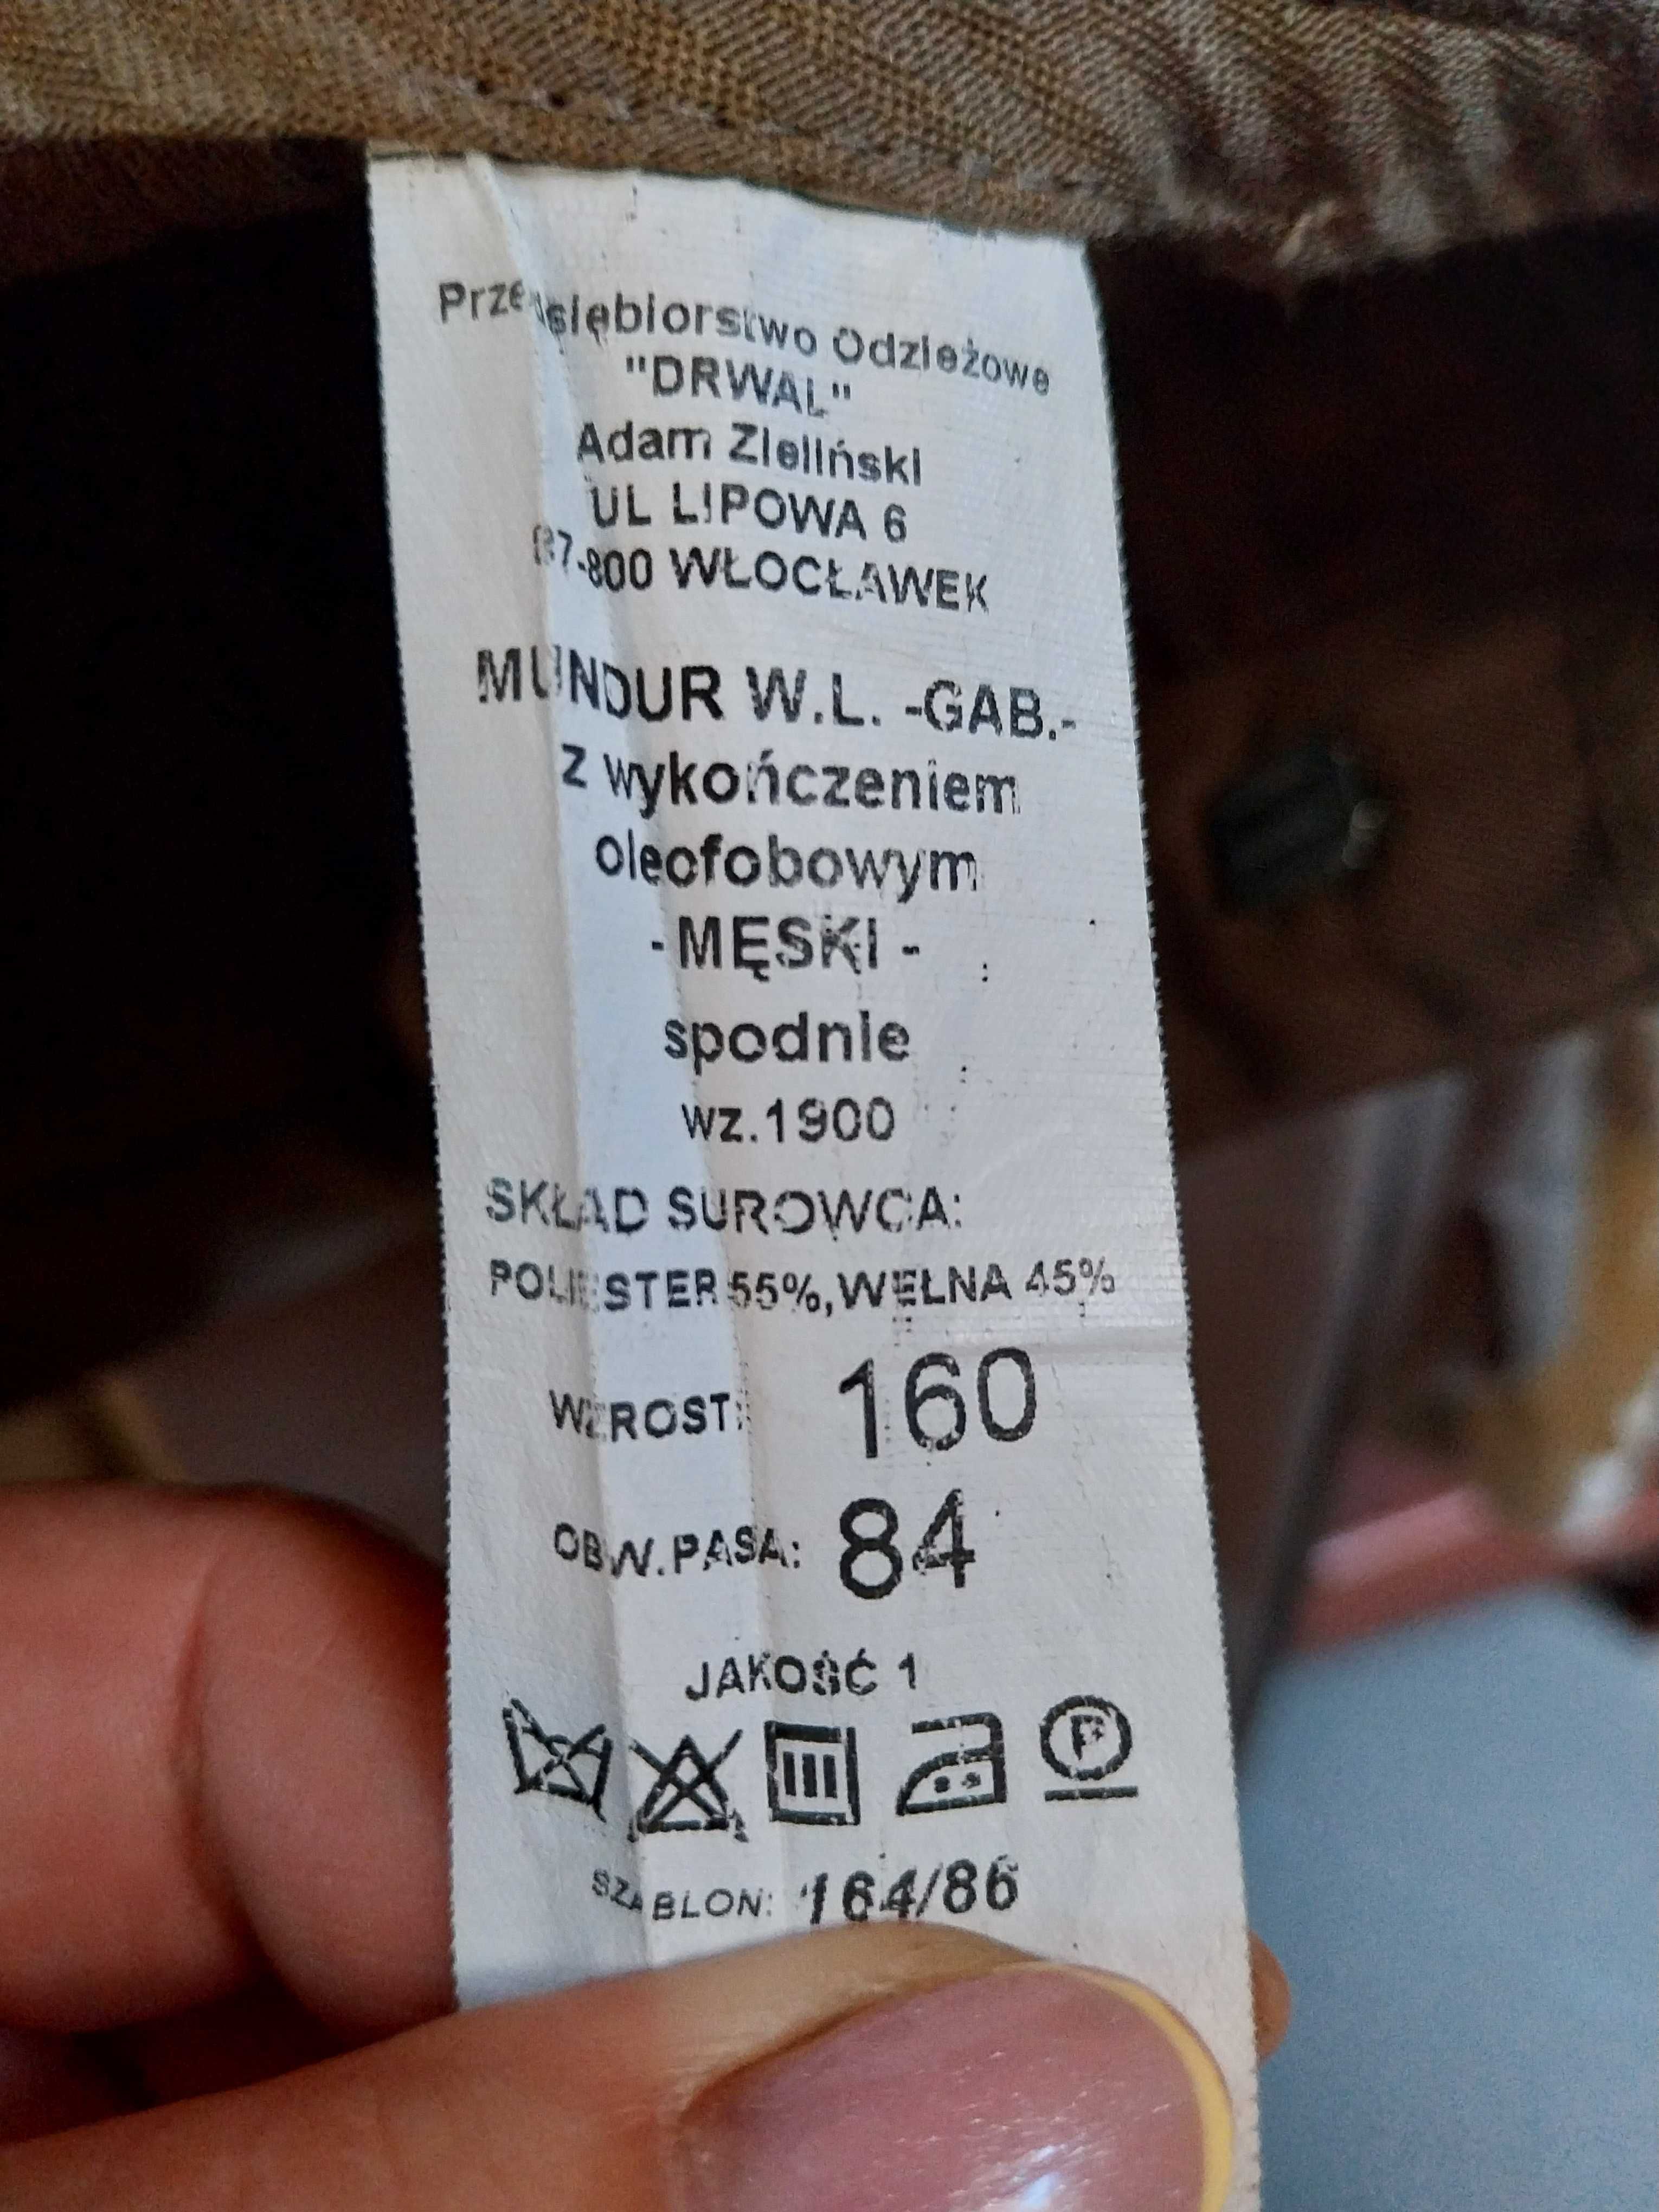 Przedsiębiorstwo Odzieżowe
"DRWAL"
Adam Zieliński
UL LIPOWA 6
87-800 WŁOCŁAWEK
MUNDUR W.L. -GAB.-
z wykończeniem
oleofobowym
- MĘSKI -
spodnie
wz.1900
SKŁAD SUROWCA:
POLIESTER 55%, WEŁNA 45%
WZROST: 160
OBW.PASA: 84
JAKOŚĆ 1
P
SZABLON: 164/86